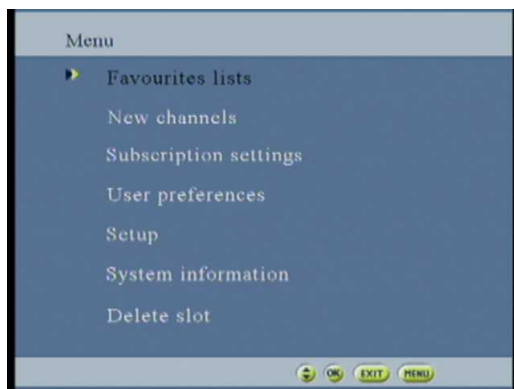 Menu
Favourites lists
New channels
Subscription settings
User preferences
Setup
System information
Delete slot
OK EXIT MENU